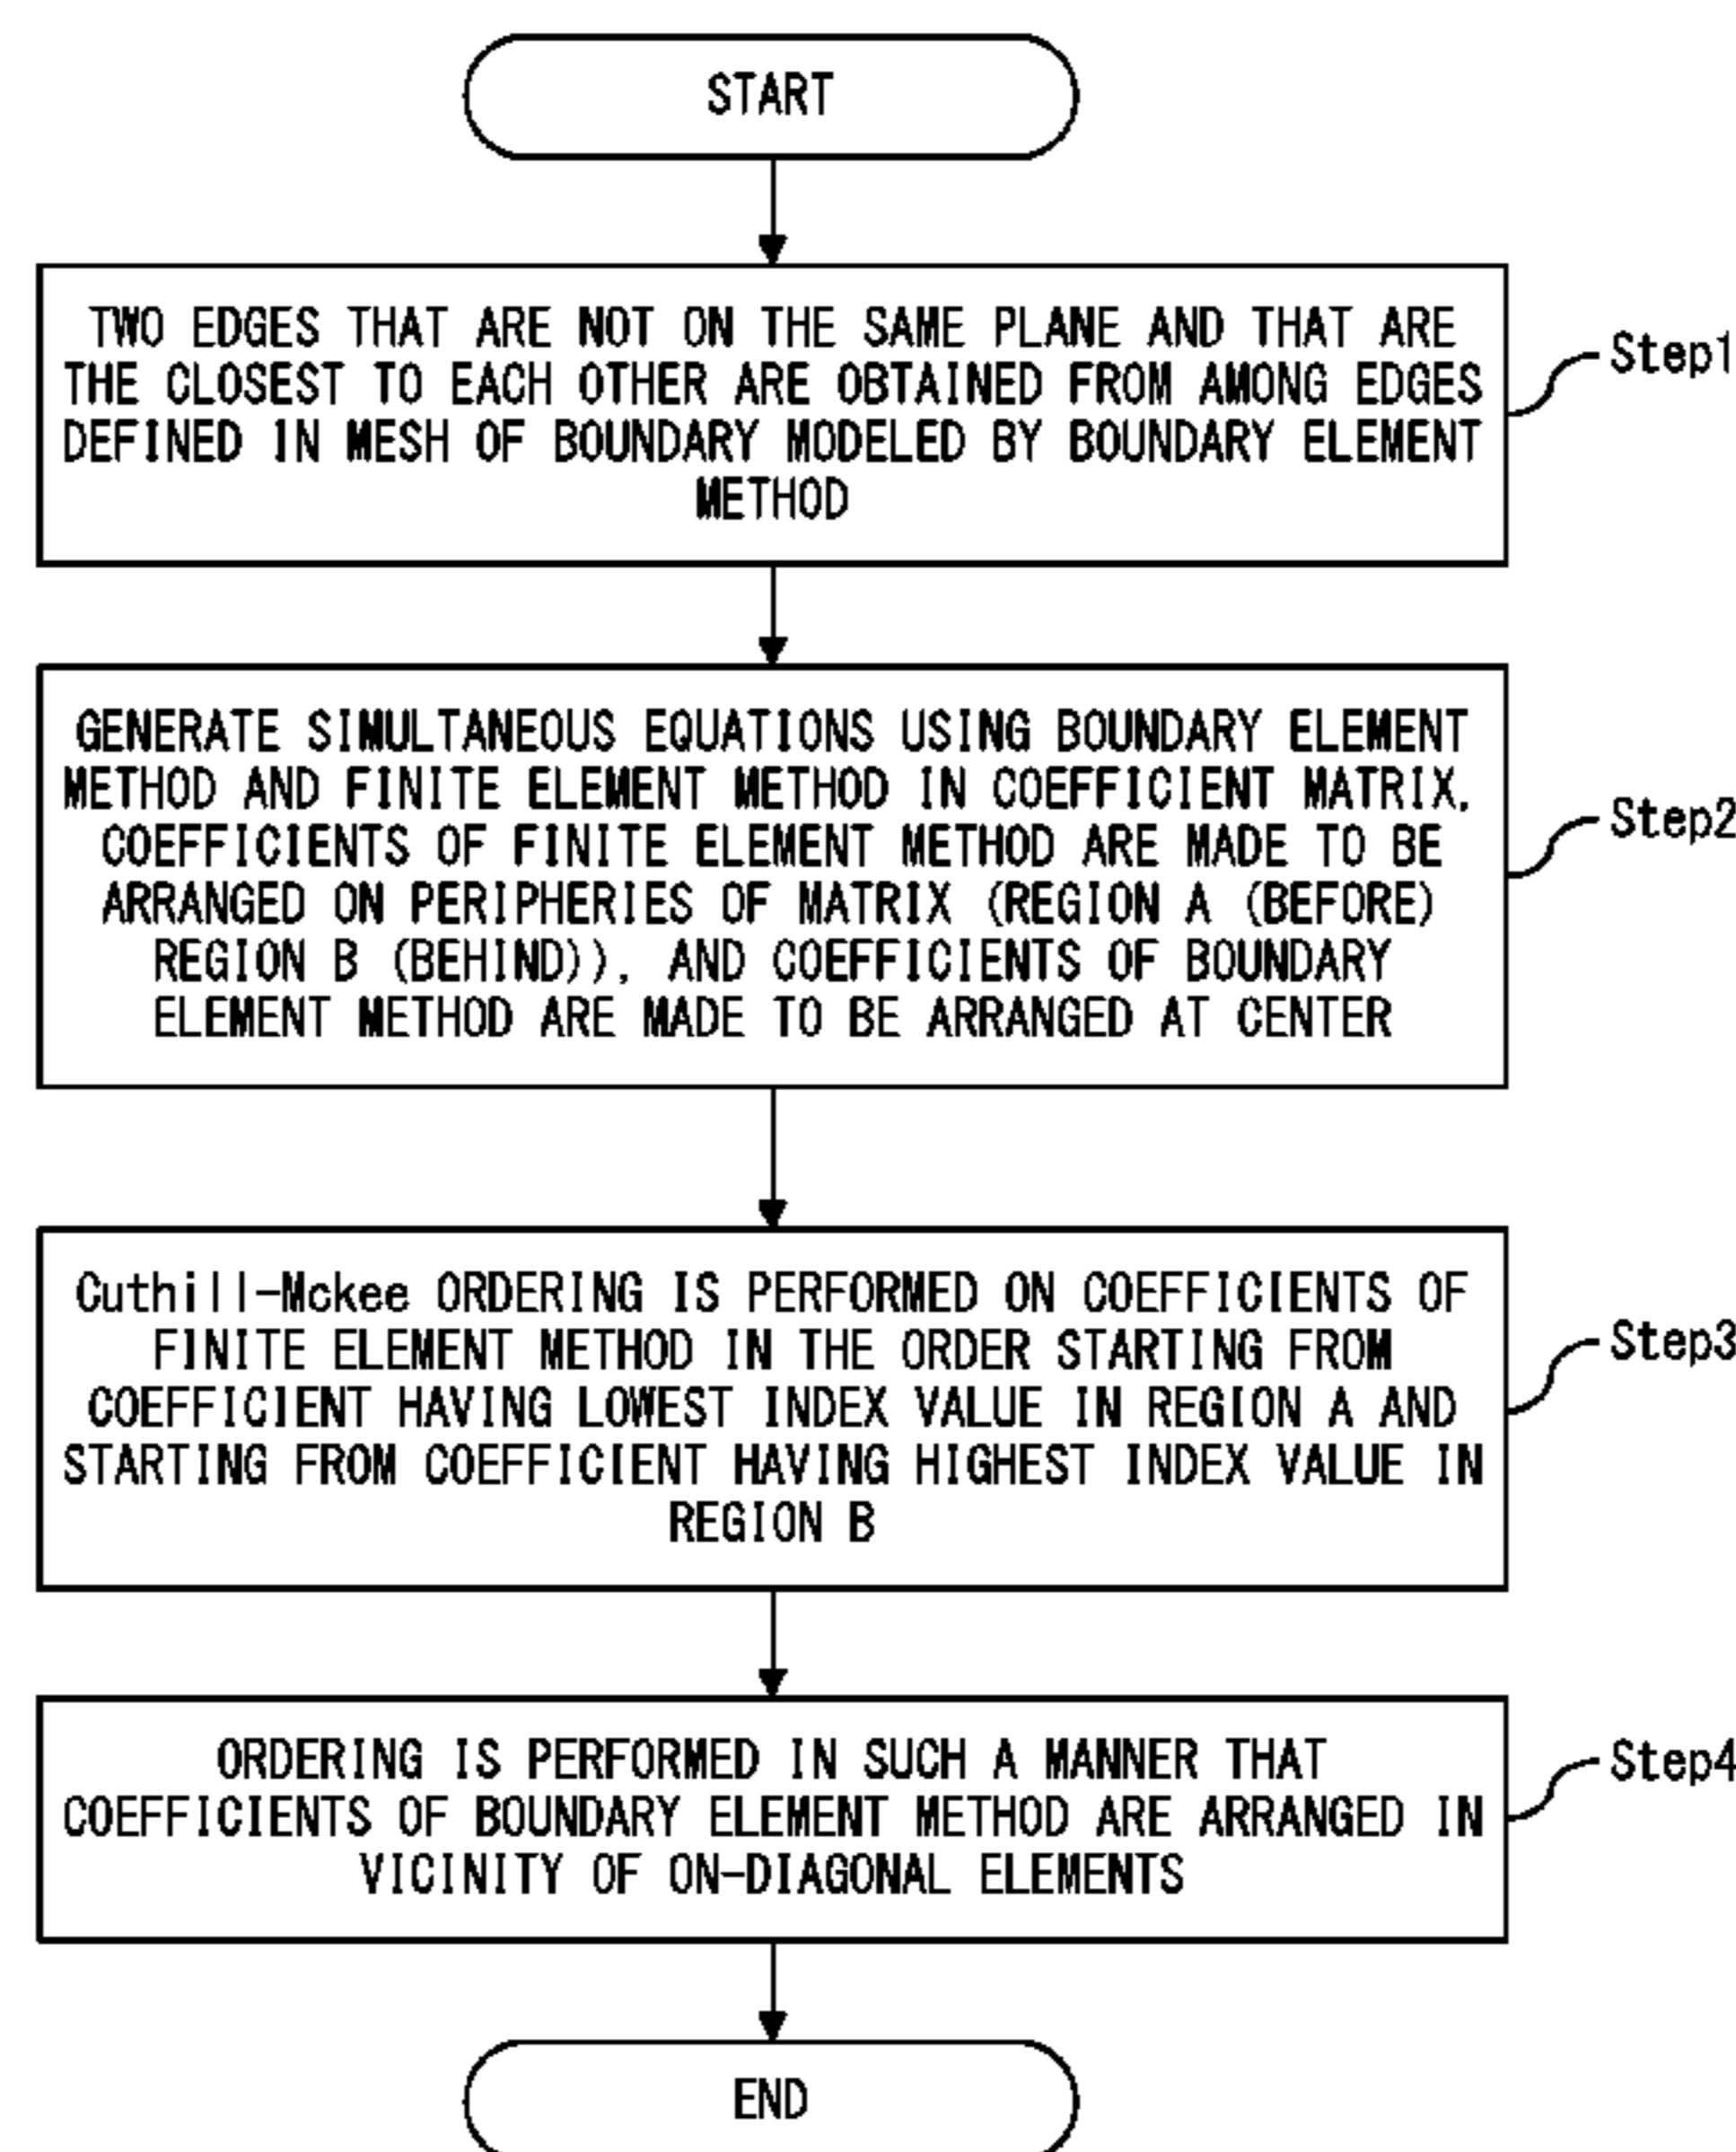 START
TWO EDGES THAT ARE NOT ON THE SAME PLANE AND THAT ARE
THE CLOSEST TO EACH OTHER ARE OBTAINED FROM AMONG EDGES
DEFINED IN MESH OF BOUNDARY MODELED BY BOUNDARY ELEMENT
METHOD
Step1
GENERATE SIMULTANEOUS EQUATIONS USING BOUNDARY ELEMENT
METHOD AND FINITE ELEMENT METHOD IN COEFFICIENT MATRIX,
COEFFICIENTS OF FINITE ELEMENT METHOD ARE MADE TO BE
ARRANGED ON PERIPHERIES OF MATRIX (REGION A (BEFORE)
REGION B (BEHIND)), AND COEFFICIENTS OF BOUNDARY
ELEMENT METHOD ARE MADE TO BE ARRANGED AT CENTER
Step2
Cuthill-Mckee ORDERING IS PERFORMED ON COEFFICIENTS OF
FINITE ELEMENT METHOD IN THE ORDER STARTING FROM
COEFFICIENT HAVING LOWEST INDEX VALUE IN REGION A AND
STARTING FROM COEFFICIENT HAVING HIGHEST INDEX VALUE IN
REGION B
Step3
ORDERING IS PERFORMED IN SUCH A MANNER THAT
COEFFICIENTS OF BOUNDARY ELEMENT METHOD ARE ARRANGED IN
VICINITY OF ON-DIAGONAL ELEMENTS
Step4
END